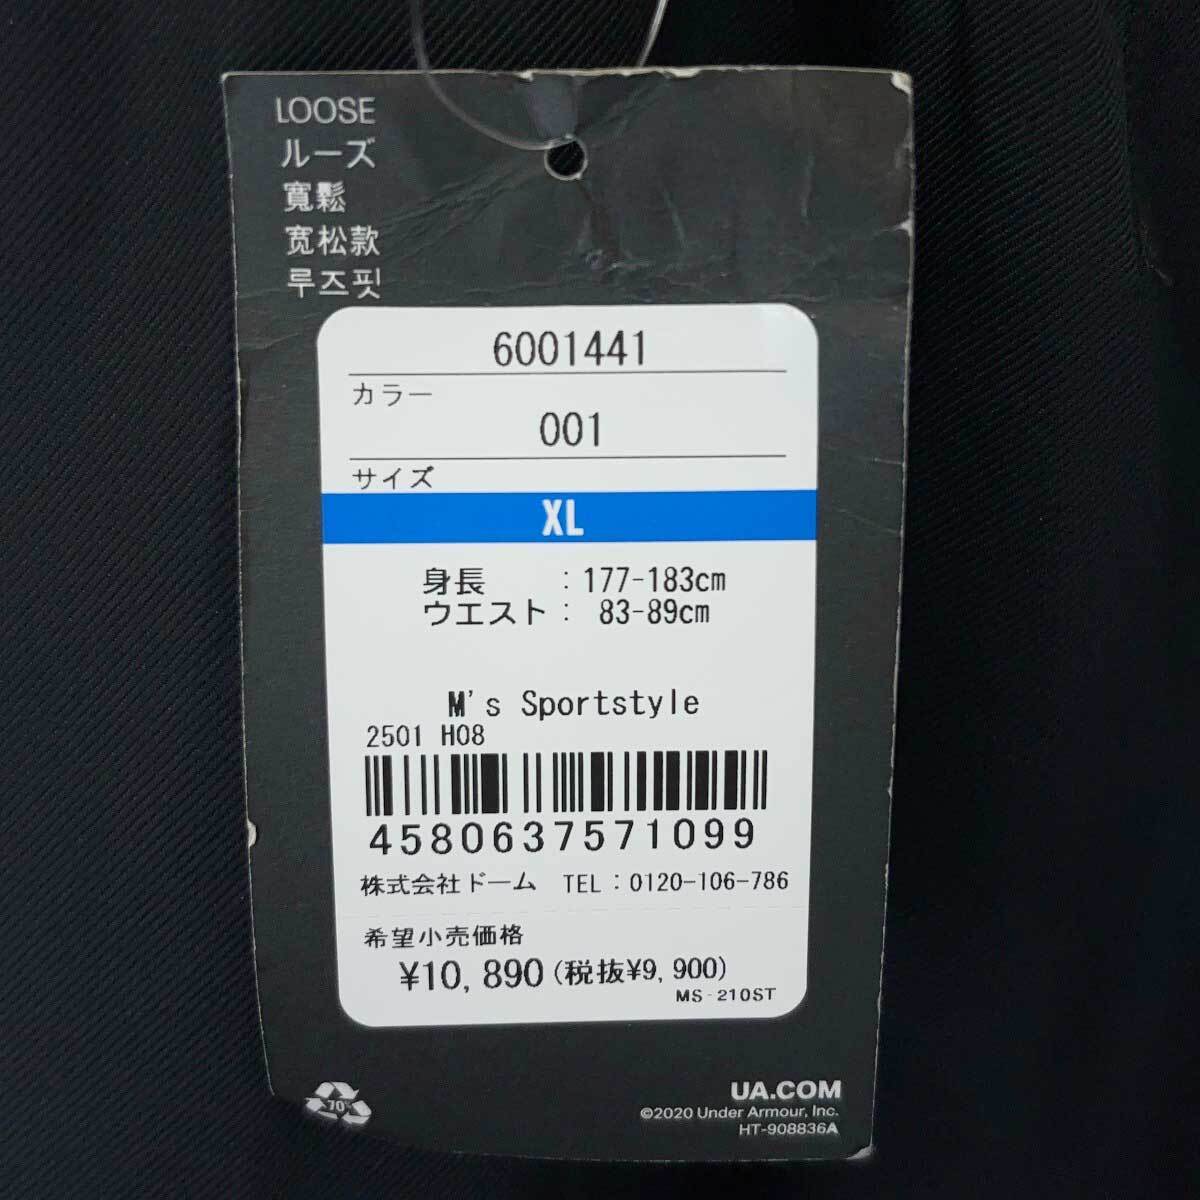 LOOSE
ルーズ
寬鬆
宽松款
루즈핏
6001441
カラー
001
サイズ
XL
身長 : 177-183cm
ウエスト : 83-89cm
M's Sportstyle
2501 H08
4580637571099
株式会社ドーム TEL : 0120-106-786
希望小売価格
¥10,890(税抜¥9,900)
MS-210ST
70%
UA.COM
©2020 Under Armour, Inc.
HT-908836A